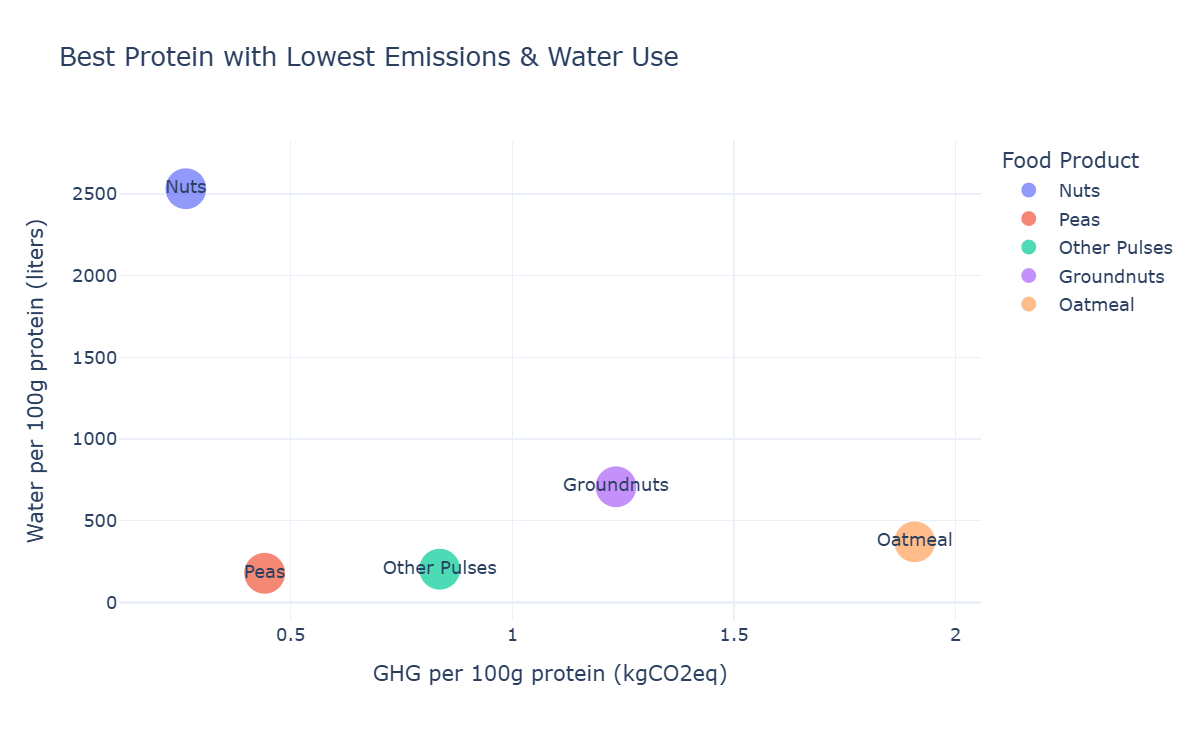 Best Protein with Lowest Emissions & Water Use
Water per 100g protein (liters)
2500
2000
1500
1000
500
0
Nuts
Groundnuts
Oatmeal
Other Pulses
Peas
0.5
1
1.5
2
GHG per 100g protein (kgCO2eq)
Food Product
Nuts
Peas
Other Pulses
Groundnuts
Oatmeal